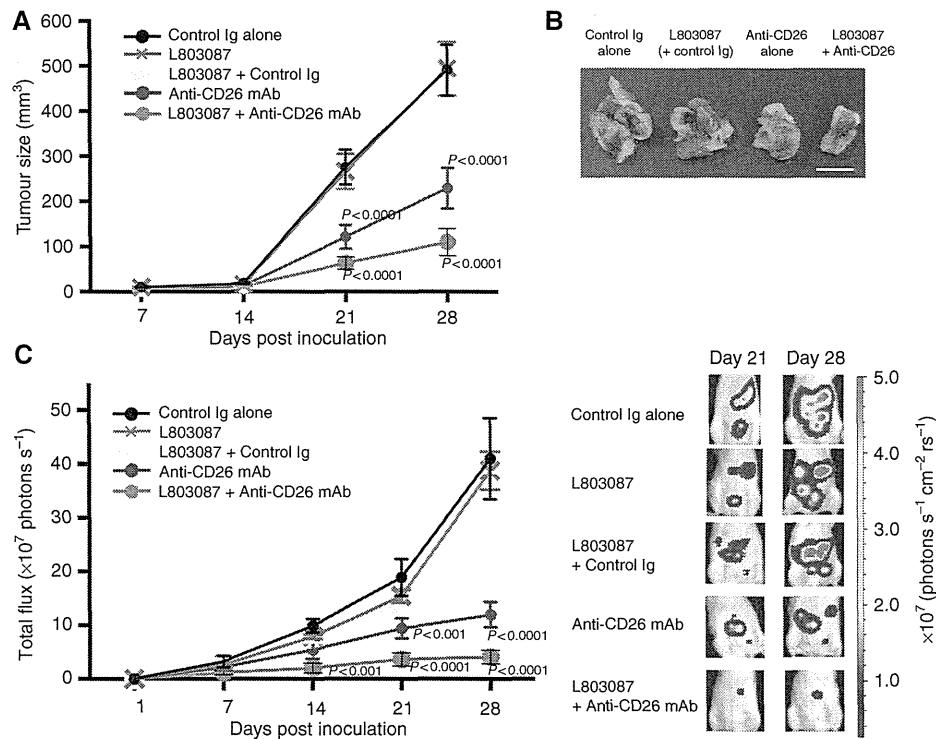 A
600
500
400
300
200
100
0
Tumour size (mm³)
Control Ig alone
L803087
L803087 + Control Ig
Anti-CD26 mAb
L803087 + Anti-CD26 mAb
P<0.0001
P<0.0001
P<0.0001
P<0.0001
7 14 21 28
Days post inoculation
B
Control Ig alone
L803087 (+ control Ig)
Anti-CD26 alone
L803087 + Anti-CD26
C
50
40
30
20
10
0
Total flux (×10⁷ photons s⁻¹)
Control Ig alone
L803087
L803087 + Control Ig
Anti-CD26 mAb
L803087 + Anti-CD26 mAb
P<0.001
P<0.0001
P<0.001
P<0.0001
P<0.0001
1 7 14 21 28
Days post inoculation
Day 21 Day 28
Control Ig alone
L803087
L803087
+ Control Ig
Anti-CD26 mAb
L803087
+ Anti-CD26 mAb
5.0
4.0
3.0
2.0
1.0
×10⁷ (photons s⁻¹ cm⁻² rs⁻¹)